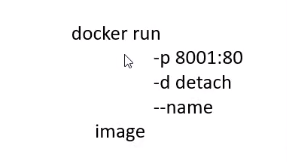 docker run
-p 8001:80
-d detach
--name
image